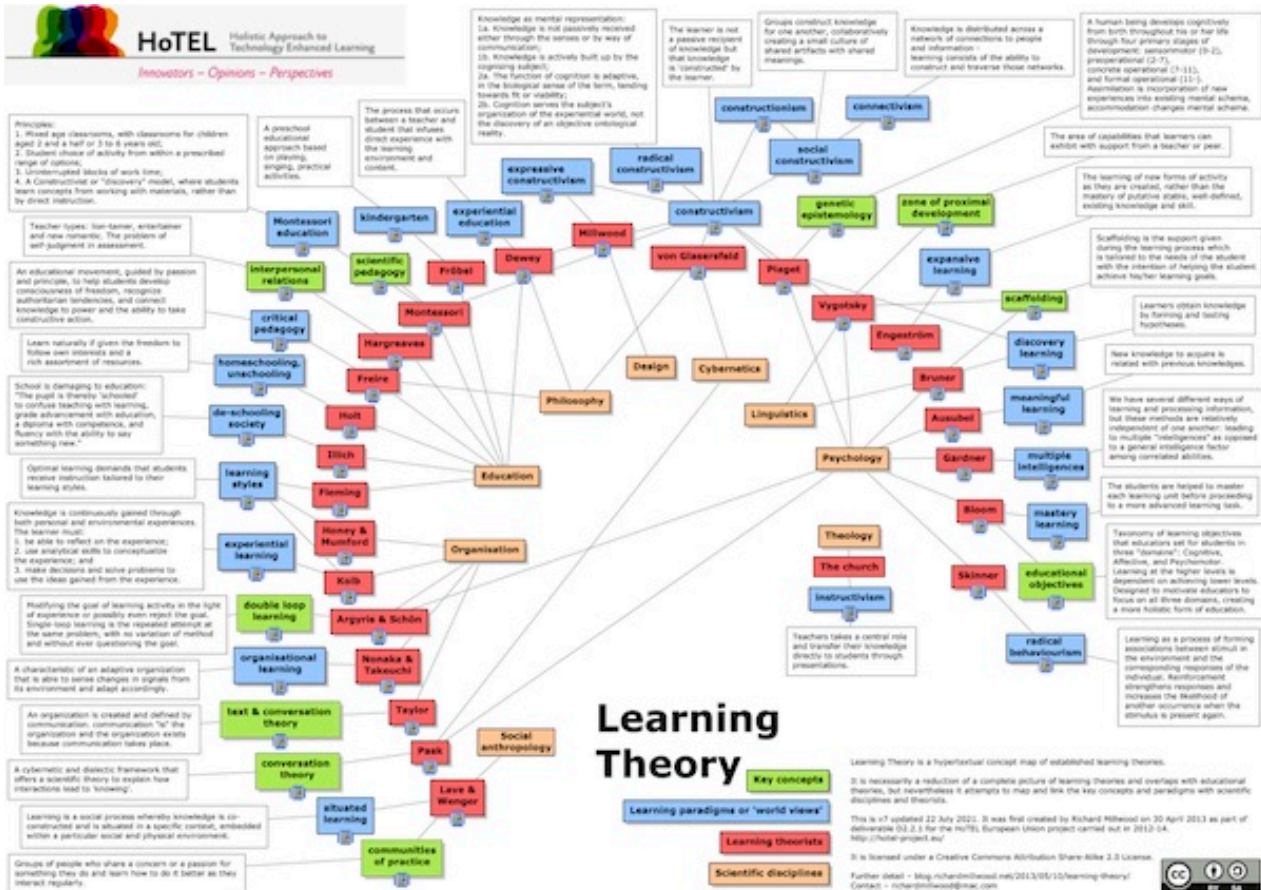 HoTEL
Holistic Approach to
Technology Enhanced Learning
Innovators – Opinions – Perspectives
Knowledge as mental representation:
1a. Knowledge is not passively received
either through the senses or by way of
communication;
1b. Knowledge is actively built up by the
cognising subject;
2a. The function of cognition is adaptive,
in the biological sense of the term, tending
towards fit or viability;
2b. Cognition serves the subject's
organization of the experiential world, not
the discovery of an objective ontological
reality.
The learner is not
a passive recipient
of knowledge but
that knowledge
is 'constructed' by
the learner.
Groups construct knowledge
for one another, collaboratively
creating a small culture of
shared artifacts with shared
meanings.
Knowledge is distributed across a
network of connections to people
and information -
learning consists of the ability to
construct and traverse those networks.
A human being develops cognitively
from birth throughout his or her life
through four primary stages of
development: sensorimotor (0-2),
preoperational (2-7),
concrete operational (7-11),
and formal operational (11-).
Assimilation is incorporation of new
experiences into existing mental schema,
accommodation changes mental schema.
Principles:
1. Mixed age classrooms, with classrooms for children
aged 2 and a half or 3 to 6 years old;
2. Student choice of activity from within a prescribed
range of options;
3. Uninterrupted blocks of work time;
4. A Constructivist or "discovery" model, where students
learn concepts from working with materials, rather than
by direct instruction.
A preschool
educational
approach based
on playing,
singing, practical
activities.
The process that occurs
between a teacher and
student that infuses
direct experience with
the learning
environment and
content.
The area of capabilities that learners can
exhibit with support from a teacher or peer.
The learning of new forms of activity
as they are created, rather than the
mastery of putative stable, well-defined,
existing knowledge and skill.
Scaffolding is the support given
during the learning process which
is tailored to the needs of the student
with the intention of helping the student
achieve his/her learning goals.
Learners obtain knowledge
by forming and testing
hypotheses.
New knowledge to acquire is
related with previous knowledges.
We have several different ways of
learning and processing information,
but these methods are relatively
independent of one another: leading
to multiple "intelligences" as opposed
to a general intelligence factor
among correlated abilities.
The students are helped to master
each learning unit before proceeding
to a more advanced learning task.
Taxonomy of learning objectives
that educators set for students in
three "domains": Cognitive,
Affective, and Psychomotor.
Learning at the higher levels is
dependent on achieving lower levels.
Designed to motivate educators to
focus on all three domains, creating
a more holistic form of education.
Learning as a process of forming
associations between stimuli in
the environment and the
corresponding responses of the
individual. Reinforcement
strengthens responses and
increases the likelihood of
another occurrence when the
stimulus is present again.
Teacher types: lion-tamer, entertainer
and new romantic. The problem of
self-judgment in assessment.
An educational movement, guided by passion
and principle, to help students develop
consciousness of freedom, recognize
authoritarian tendencies, and connect
knowledge to power and the ability to take
constructive action.
Learn naturally if given the freedom to
follow own interests and a
rich assortment of resources.
School is damaging to education:
"The pupil is thereby 'schooled'
to confuse teaching with learning,
grade advancement with education,
a diploma with competence, and
fluency with the ability to say
something new."
Optimal learning demands that students
receive instruction tailored to their
learning styles.
Knowledge is continuously gained through
both personal and environmental experiences.
The learner must:
1. be able to reflect on the experience;
2. use analytical skills to conceptualize
the experience; and
3. make decisions and solve problems to
use the ideas gained from the experience.
Modifying the goal of learning activity in the light
of experience or possibly even reject the goal.
Single-loop learning is the repeated attempt at
the same problem, with no variation of method
and without ever questioning the goal.
A characteristic of an adaptive organization
that is able to sense changes in signals from
its environment and adapt accordingly.
An organization is created and defined by
communication. communication "is" the
organization and the organization exists
because communication takes place.
A cybernetic and dialectic framework that
offers a scientific theory to explain how
interactions lead to 'knowing'.
Learning is a social process whereby knowledge is co-
constructed and is situated in a specific context, embedded
within a particular social and physical environment.
Groups of people who share a concern or a passion for
something they do and learn how to do it better as they
interact regularly.
constructionism
connectivism
radical
constructivism
social
constructivism
expressive
constructivism
constructivism
genetic
epistemology
zone of proximal
development
Montessori
education
kindergarten
experiential
education
Millwood
von Glasersfeld
Piaget
expansive
learning
interpersonal
relations
scientific
pedagogy
Fröbel
Dewey
Vygotsky
scaffolding
critical
pedagogy
Montessori
Engeström
discovery
learning
Hargreaves
homeschooling,
unschooling
Freire
Design
Cybernetics
Bruner
Philosophy
Linguistics
meaningful
learning
Ausubel
de-schooling
society
Holt
Illich
Psychology
Gardner
multiple
intelligences
learning
styles
Fleming
Education
Bloom
mastery
learning
Honey &
Mumford
experiential
learning
Organisation
Theology
The church
instructivism
Skinner
educational
objectives
Kolb
double loop
learning
Argyris & Schön
Teachers takes a central role
and transfer their knowledge
directly to students through
presentations.
radical
behaviourism
organisational
learning
Nonaka &
Takeuchi
text & conversation
theory
Taylor
Pask
Social
anthropology
conversation
theory
Lave &
Wenger
situated
learning
communities
of practice
Learning
Theory
Key concepts
Learning paradigms or 'world views'
Learning theorists
Scientific disciplines
Learning Theory is a hypertextual concept map of established learning theories.
It is necessarily a reduction of a complete picture of learning theories and overlaps with educational
theories, but nevertheless it attempts to map and link the key concepts and paradigms with scientific
disciplines and theorists.
This is v7 updated 22 July 2021. It was first created by Richard Millwood on 30 April 2013 as part of
deliverable D2.2.1 for the HoTEL European Union project carried out in 2012-14.
http://hotel-project.eu/
It is licensed under a Creative Commons Attribution Share-Alike 2.0 License.
Further detail - blog.richardmillwood.net/2013/05/10/learning-theory/
Contact - richardmillwood@mac.com
CC
BY SA